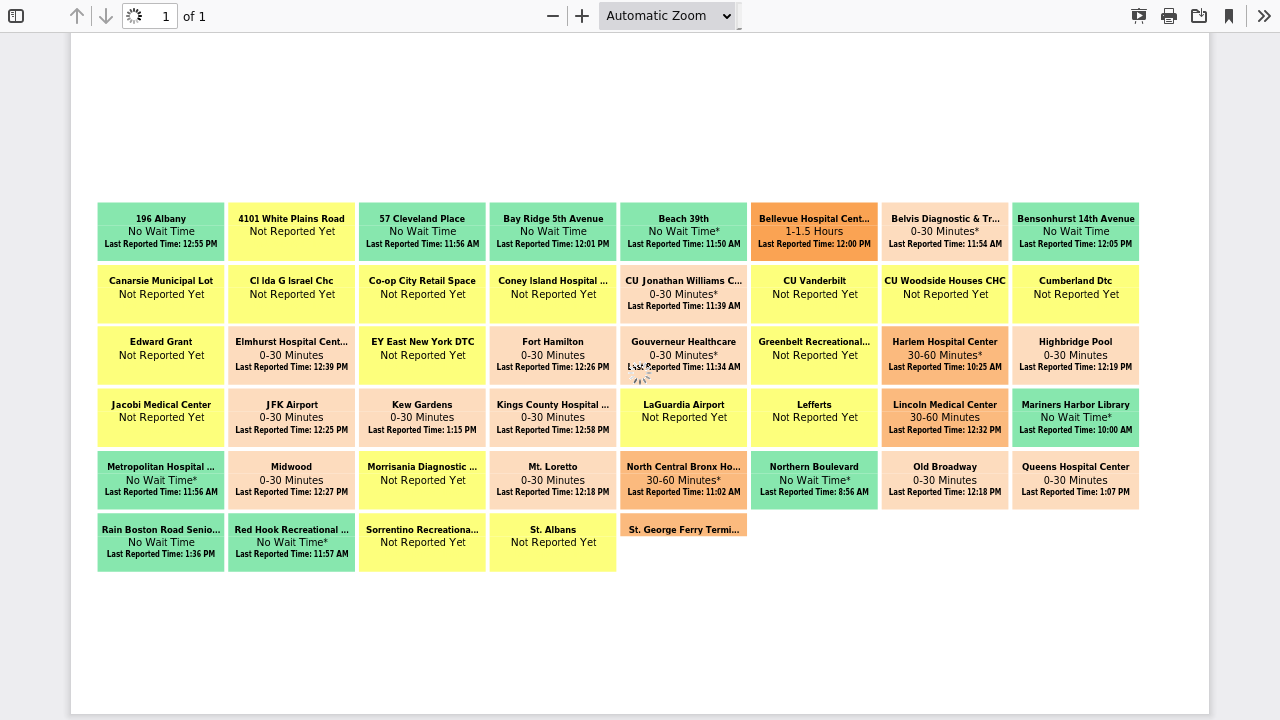 1 of 1 Automatic Zoom
196 Albany
No Wait Time
Last Reported Time: 12:55 PM
4101 White Plains Road
Not Reported Yet
57 Cleveland Place
No Wait Time
Last Reported Time: 11:56 AM
Bay Ridge 5th Avenue
No Wait Time
Last Reported Time: 12:01 PM
Beach 39th
No Wait Time*
Last Reported Time: 11:50 AM
Bellevue Hospital Cent...
1-1.5 Hours
Last Reported Time: 12:00 PM
Belvis Diagnostic & Tr...
0-30 Minutes*
Last Reported Time: 11:54 AM
Bensonhurst 14th Avenue
No Wait Time
Last Reported Time: 12:05 PM
Canarsie Municipal Lot
Not Reported Yet
Cl Ida G Israel Chc
Not Reported Yet
Co-op City Retail Space
Not Reported Yet
Coney Island Hospital ...
Not Reported Yet
CU Jonathan Williams C...
0-30 Minutes*
Last Reported Time: 11:39 AM
CU Vanderbilt
Not Reported Yet
CU Woodside Houses CHC
Not Reported Yet
Cumberland Dtc
Not Reported Yet
Edward Grant
Not Reported Yet
Elmhurst Hospital Cent...
0-30 Minutes
Last Reported Time: 12:39 PM
EY East New York DTC
Not Reported Yet
Fort Hamilton
0-30 Minutes
Last Reported Time: 12:26 PM
Gouverneur Healthcare
0-30 Minutes*
Reported Time: 11:34 AM
Greenbelt Recreational...
Not Reported Yet
Harlem Hospital Center
30-60 Minutes*
Last Reported Time: 10:25 AM
Highbridge Pool
0-30 Minutes
Last Reported Time: 12:19 PM
Jacobi Medical Center
Not Reported Yet
JFK Airport
0-30 Minutes
Last Reported Time: 12:25 PM
Kew Gardens
0-30 Minutes
Last Reported Time: 1:15 PM
Kings County Hospital ...
0-30 Minutes
Last Reported Time: 12:58 PM
LaGuardia Airport
Not Reported Yet
Lefferts
Not Reported Yet
Lincoln Medical Center
30-60 Minutes
Last Reported Time: 12:32 PM
Mariners Harbor Library
No Wait Time*
Last Reported Time: 10:00 AM
Metropolitan Hospital ...
No Wait Time*
Last Reported Time: 11:56 AM
Midwood
0-30 Minutes
Last Reported Time: 12:27 PM
Morrisania Diagnostic ...
Not Reported Yet
Mt. Loretto
0-30 Minutes
Last Reported Time: 12:18 PM
North Central Bronx Ho...
30-60 Minutes*
Last Reported Time: 11:02 AM
Northern Boulevard
No Wait Time*
Last Reported Time: 8:56 AM
Old Broadway
0-30 Minutes
Last Reported Time: 12:18 PM
Queens Hospital Center
0-30 Minutes
Last Reported Time: 1:07 PM
Rain Boston Road Senio...
No Wait Time
Last Reported Time: 1:36 PM
Red Hook Recreational ...
No Wait Time*
Last Reported Time: 11:57 AM
Sorrentino Recreationa...
Not Reported Yet
St. Albans
Not Reported Yet
St. George Ferry Termi...